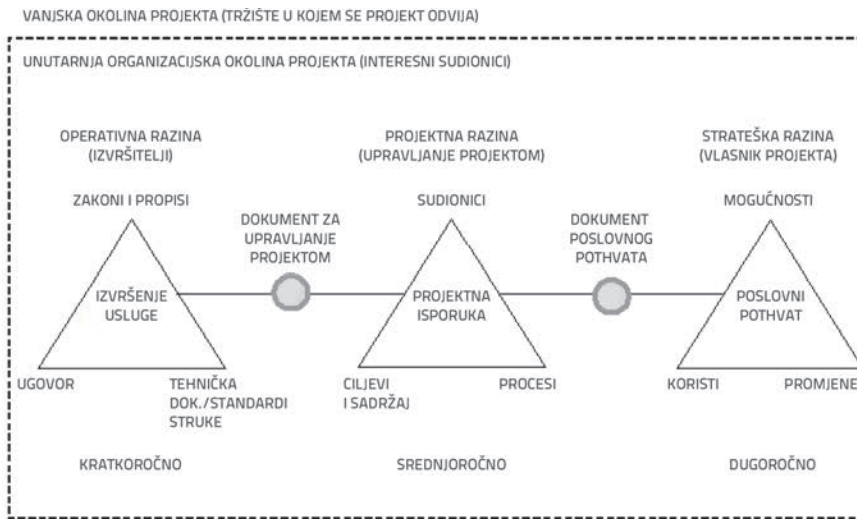 VANJSKA OKOLINA PROJEKTA (TRŽIŠTE U KOJEM SE PROJEKT ODVIJA)
UNUTARNJA ORGANIZACIJSKA OKOLINA PROJEKTA (INTERESNI SUDIONICI)
OPERATIVNA RAZINA
(IZVRŠITELJI)
ZAKONI I PROPISI
IZVRŠENJE
USLUGE
UGOVOR
TEHNIČKA
DOK./STANDARDI
STRUKE
KRATKOROČNO
DOKUMENT ZA
UPRAVLJANJE
PROJEKTOM
PROJEKTNA RAZINA
(UPRAVLJANJE PROJEKTOM)
SUDIONICI
PROJEKTNA
ISPORUKA
CILJEVI
I SADRŽAJ
PROCESI
SREDNJOROČNO
DOKUMENT
POSLOVNOG
POTHVATA
STRATEŠKA RAZINA
(VLASNIK PROJEKTA)
MOGUĆNOSTI
POSLOVNI
POTHVAT
KORISTI
PROMJENE
DUGOROČNO